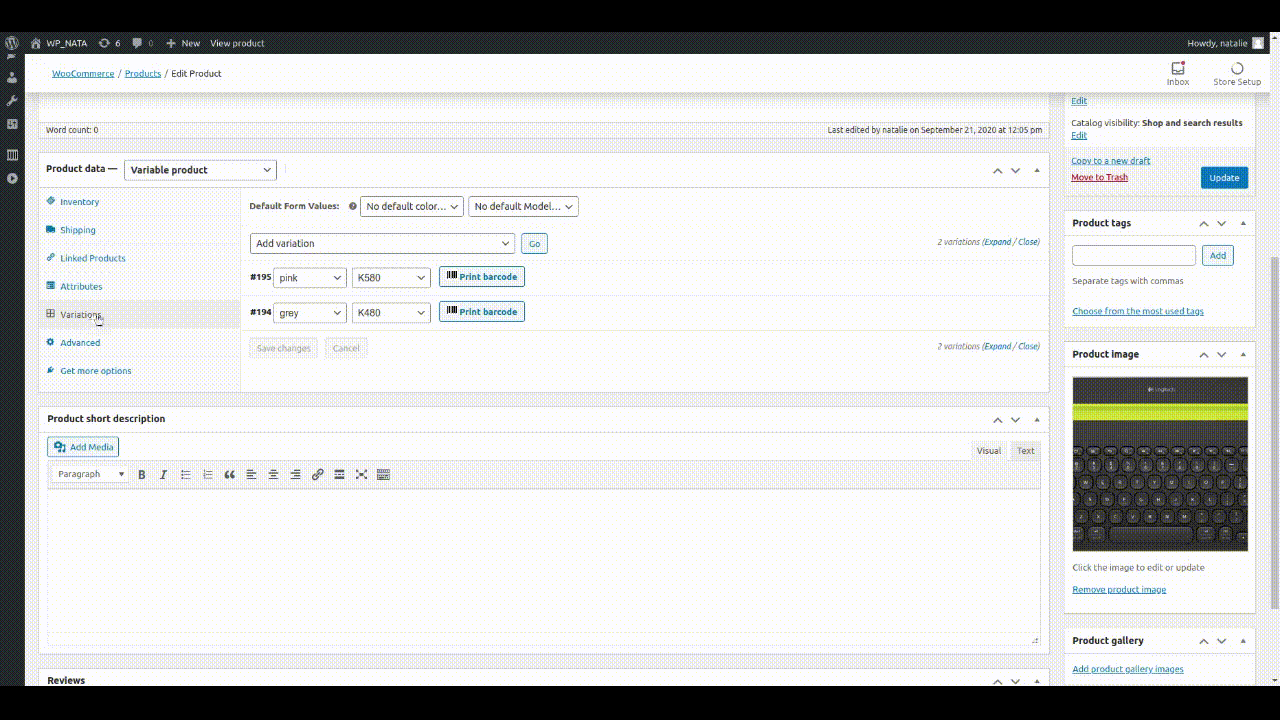 WP_NATA 6 0 New View product Howdy, natalie
WooCommerce / Products / Edit Product
Inbox Store Setup
Word count: 0 Last edited by natalie on September 21, 2020 at 12:05 pm
Product data — Variable product
Inventory
Shipping
Linked Products
Attributes
Variations
Advanced
Get more options
Default Form Values: No default color... No default Model...
Add variation Go 2 variations (Expand / Close)
#195 pink K580 Print barcode
#194 grey K480 Print barcode
Save changes Cancel 2 variations (Expand / Close)
Product short description
Add Media Visual Text
Paragraph B I
Reviews
Edit
Catalog visibility: Shop and search results
Edit
Copy to a new draft
Move to Trash Update
Product tags
Add
Separate tags with commas
Choose from the most used tags
Product image
Logitech
Click the image to edit or update
Remove product image
Product gallery
Add product gallery images